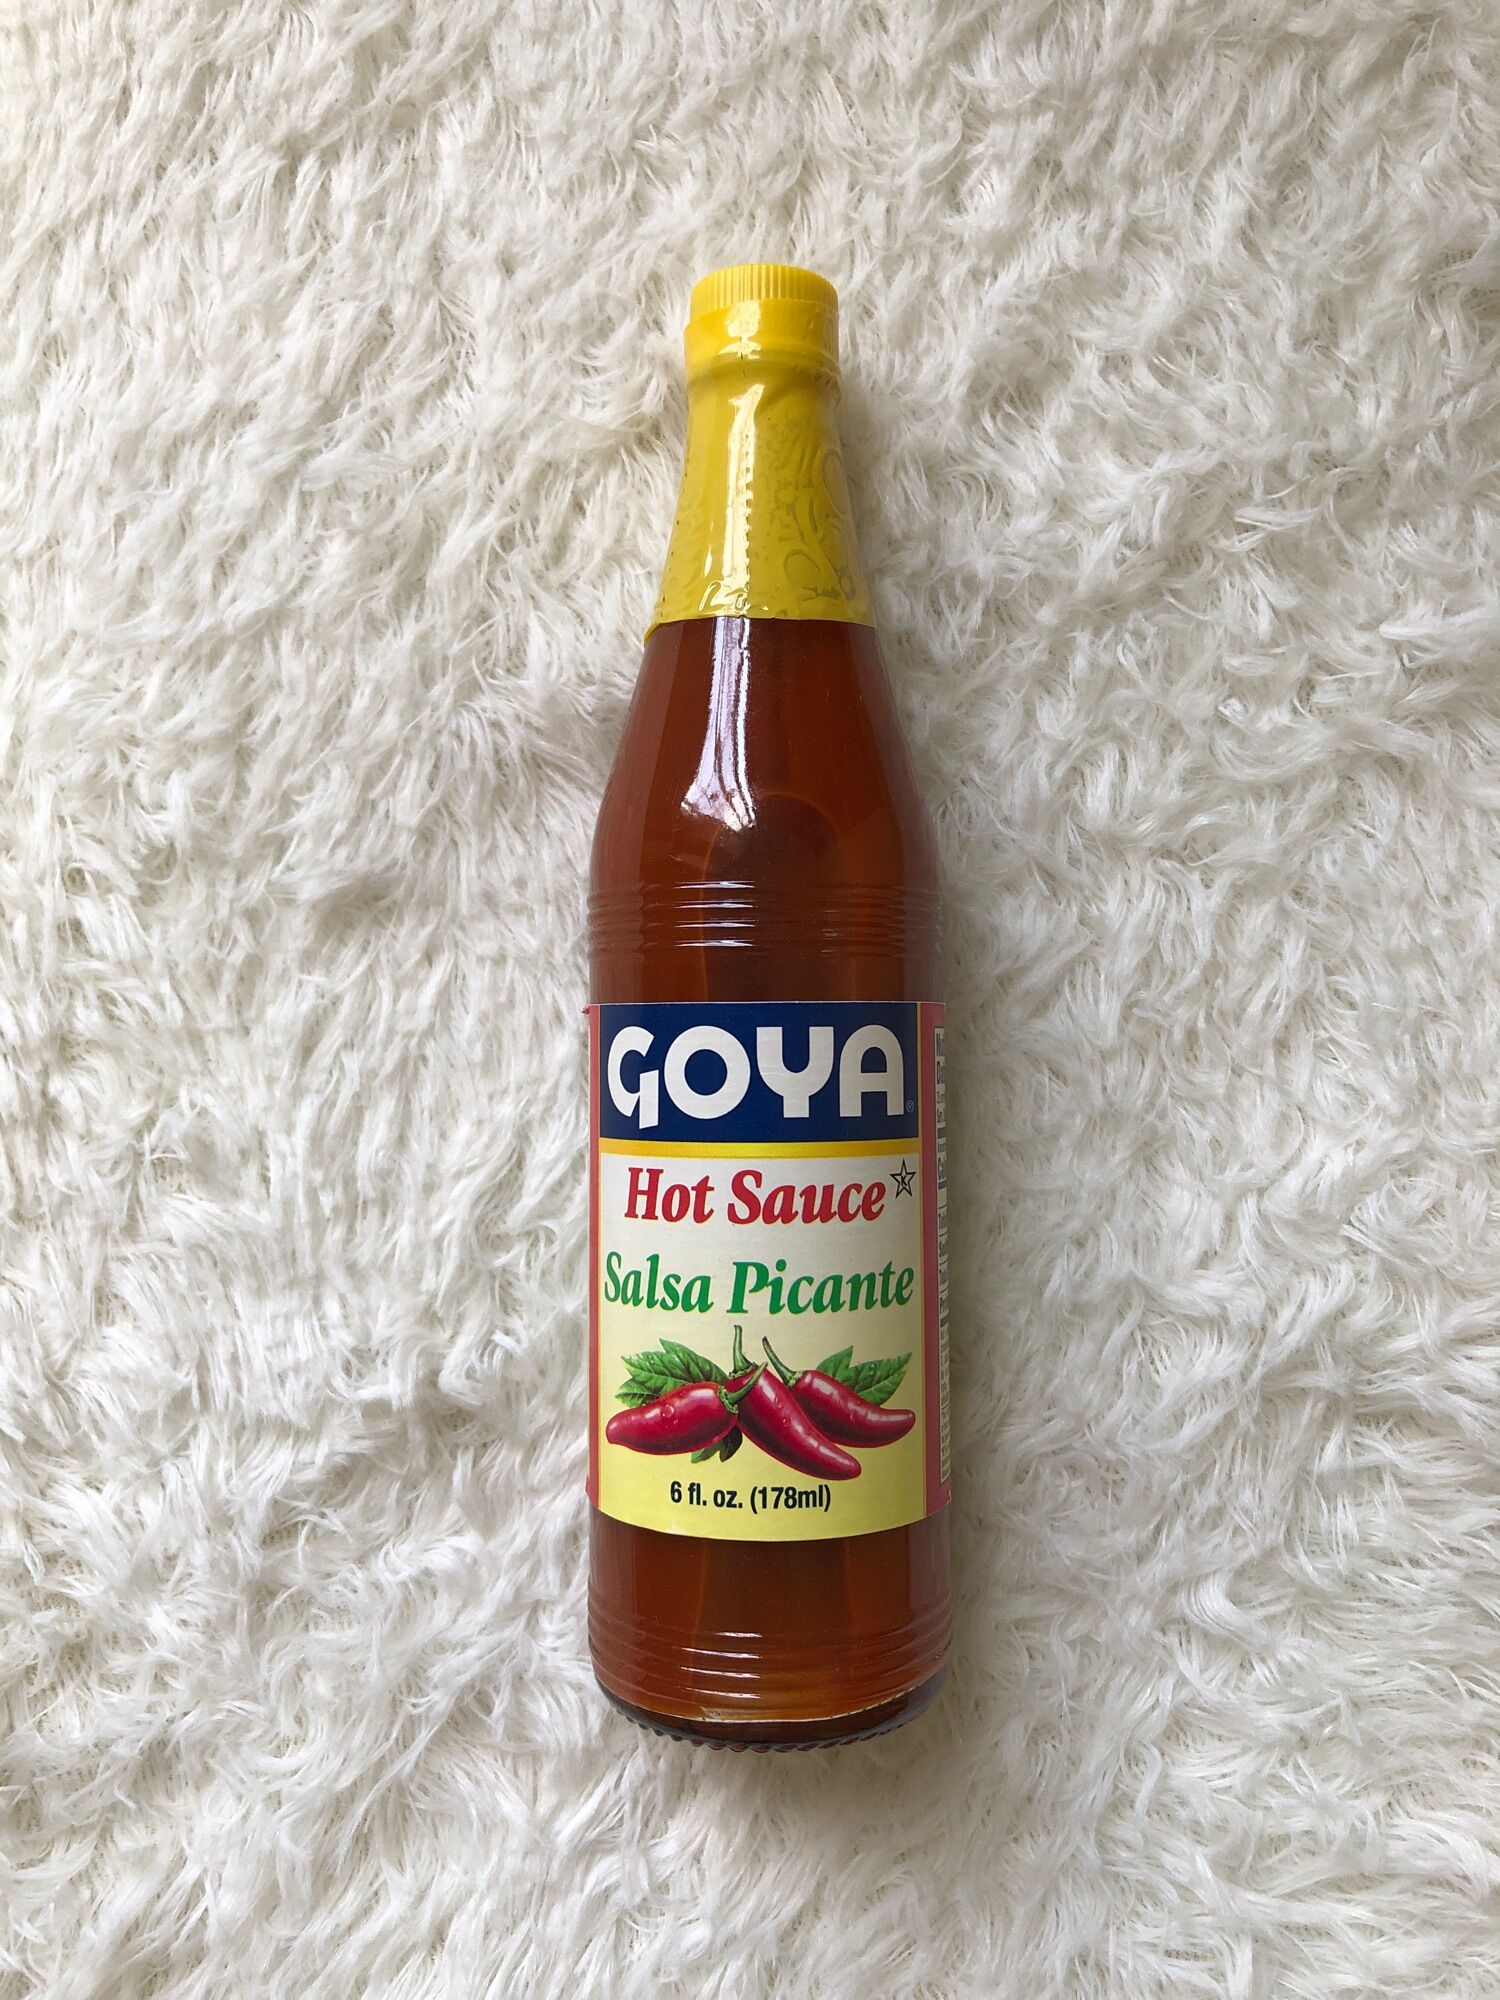 GOYA®
Hot Sauce K
Salsa Picante
6 fl. oz. (178ml)